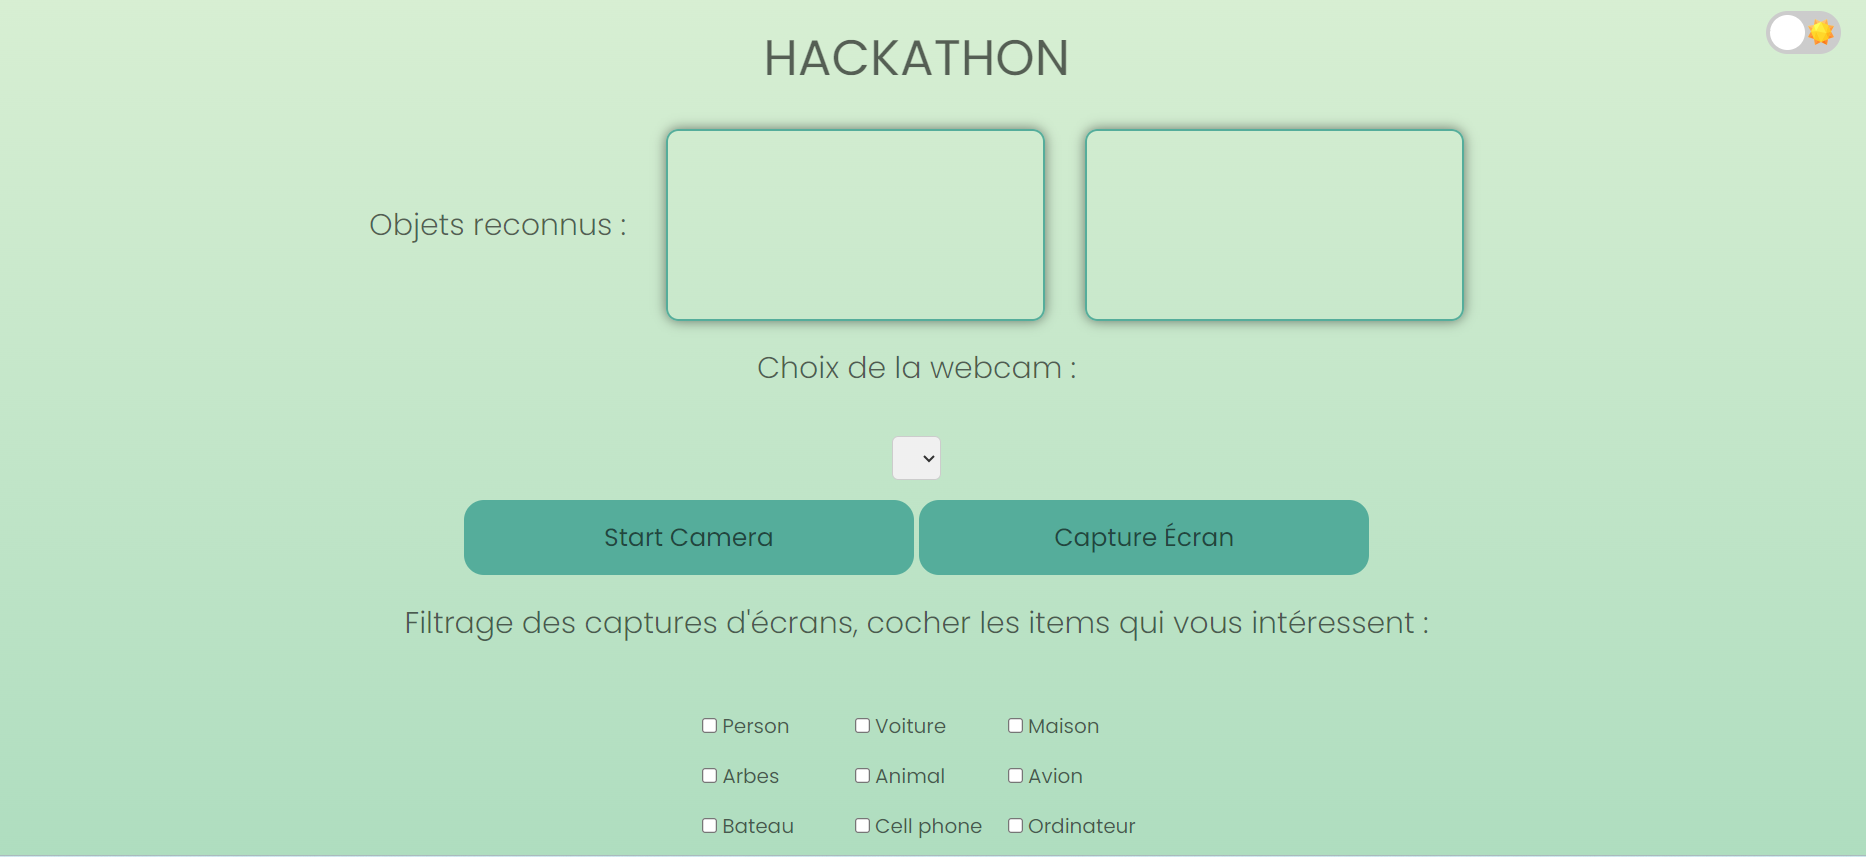 HACKATHON
Objets reconnus :
Choix de la webcam :
Start Camera
Capture Écran
Filtrage des captures d'écrans, cocher les items qui vous intéressent :
Person
Voiture
Maison
Arbes
Animal
Avion
Bateau
Cell phone
Ordinateur